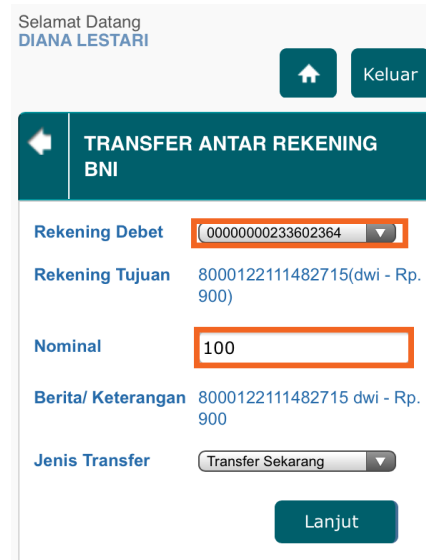 Selamat Datang
DIANA LESTARI
Keluar
TRANSFER ANTAR REKENING
BNI
Rekening Debet 00000000233602364
Rekening Tujuan 8000122111482715(dwi - Rp.
900)
Nominal 100
Berita/ Keterangan 8000122111482715 dwi - Rp.
900
Jenis Transfer Transfer Sekarang
Lanjut